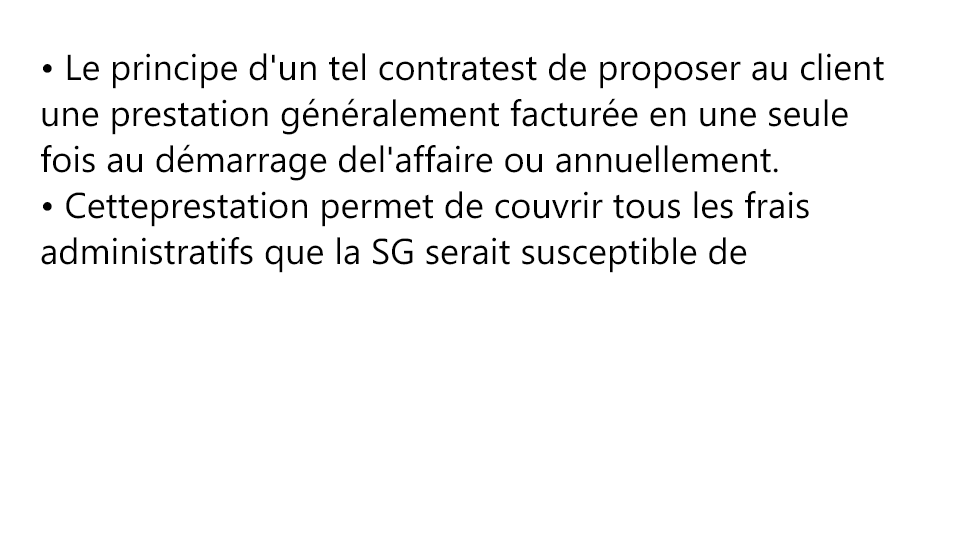 • Le principe d'un tel contratest de proposer au client
une prestation généralement facturée en une seule
fois au démarrage del'affaire ou annuellement.
• Cetteprestation permet de couvrir tous les frais
administratifs que la SG serait susceptible de